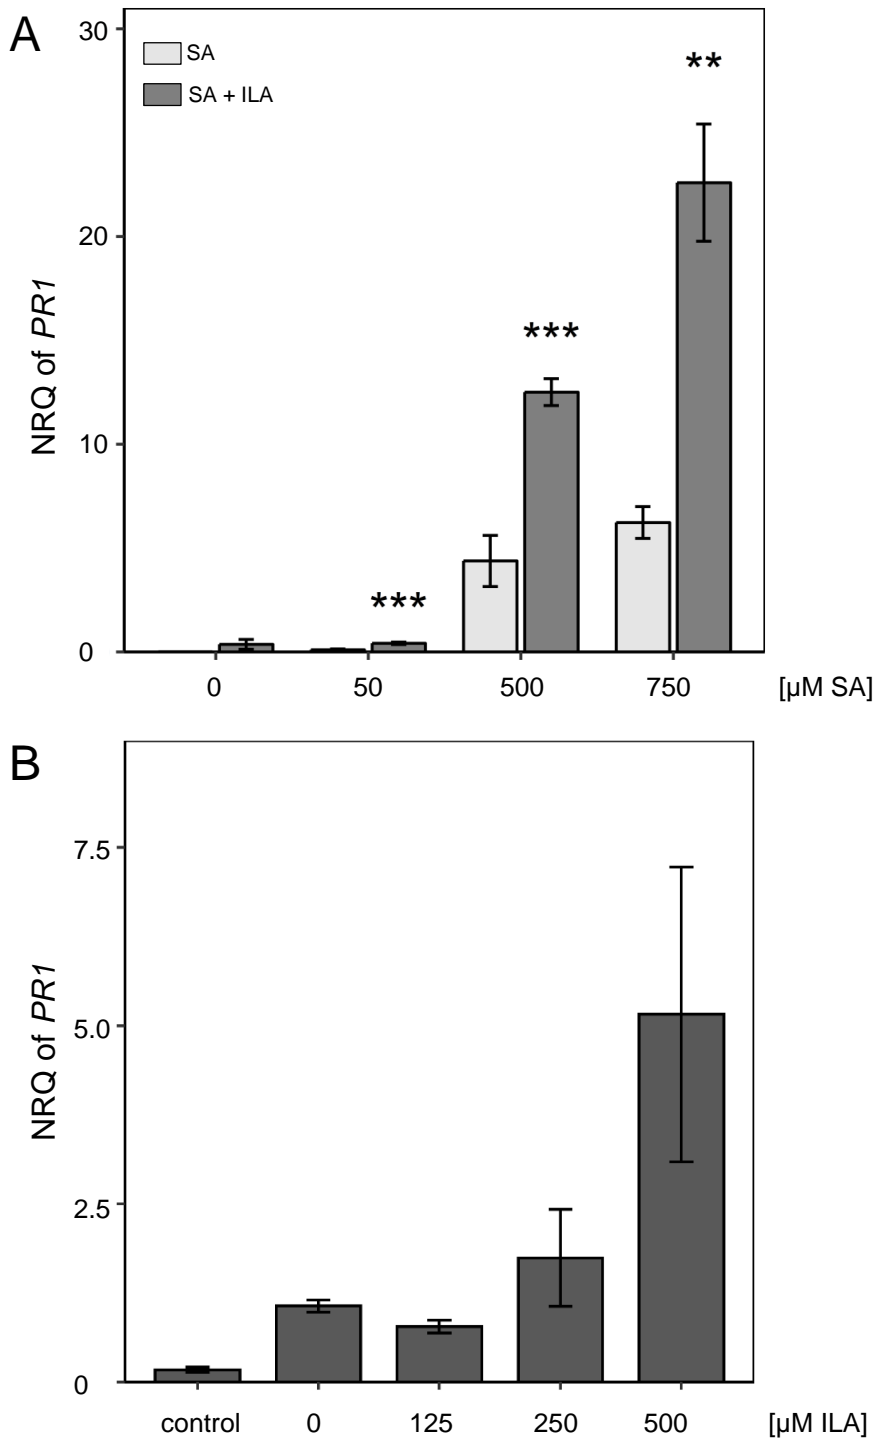 A
30
SA
SA + ILA
**
20
***
NRQ of PR1
10
***
0
0 50 500 750 [µM SA]
B
7.5
NRQ of PR1
5.0
2.5
0
control 0 125 250 500 [µM ILA]